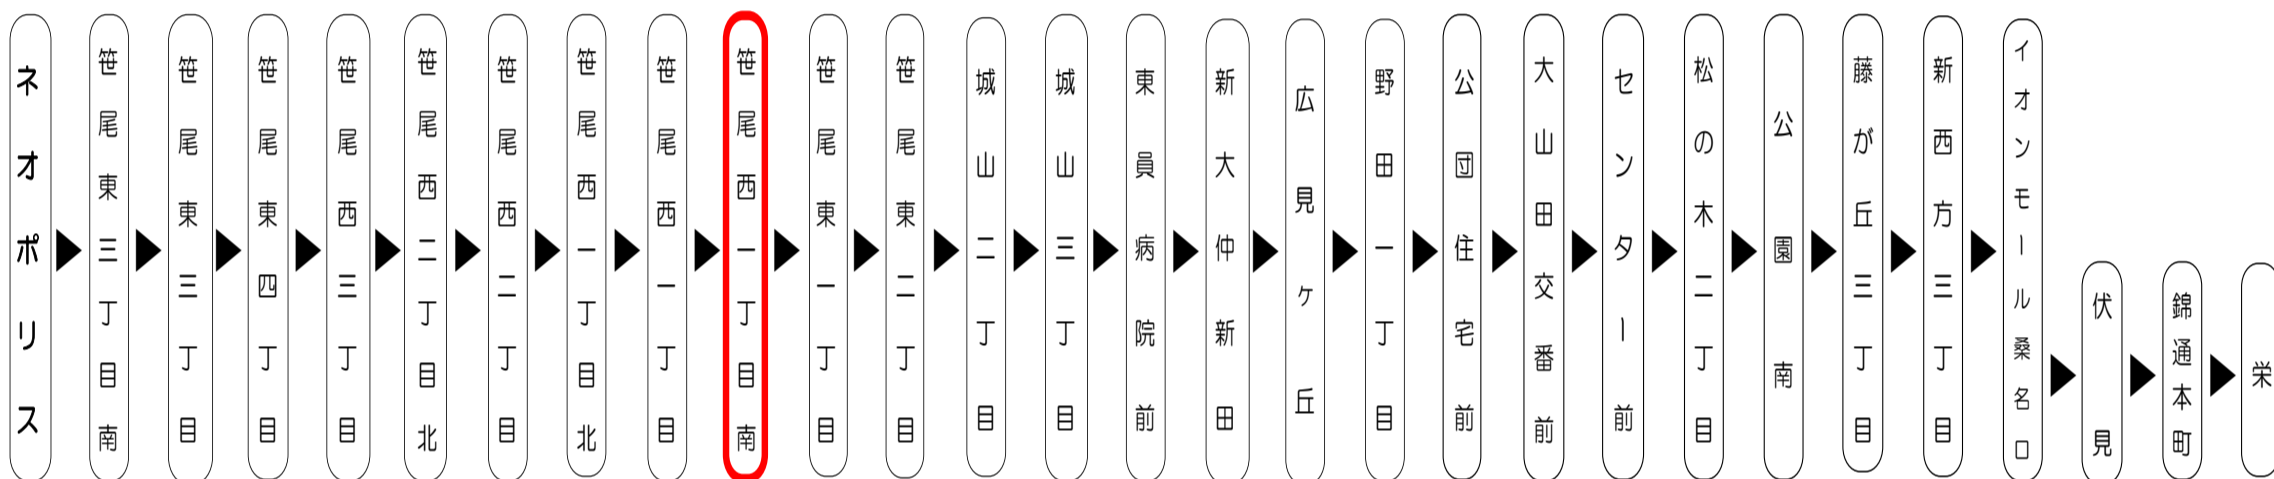 ネオポリス
笹尾東三丁目南
笹尾東三丁目
笹尾東四丁目
笹尾西三丁目
笹尾西二丁目北
笹尾西二丁目
笹尾西一丁目北
笹尾西一丁目
笹尾西一丁目南
笹尾東一丁目
笹尾東二丁目
城山二丁目
城山三丁目
東員病院前
新大仲新田
広見ヶ丘
野田一丁目
公団住宅前
大山田交番前
センター前
松の木二丁目
公園南
藤が丘三丁目
新西方三丁目
イオンモール桑名口
伏見
錦通本町
栄